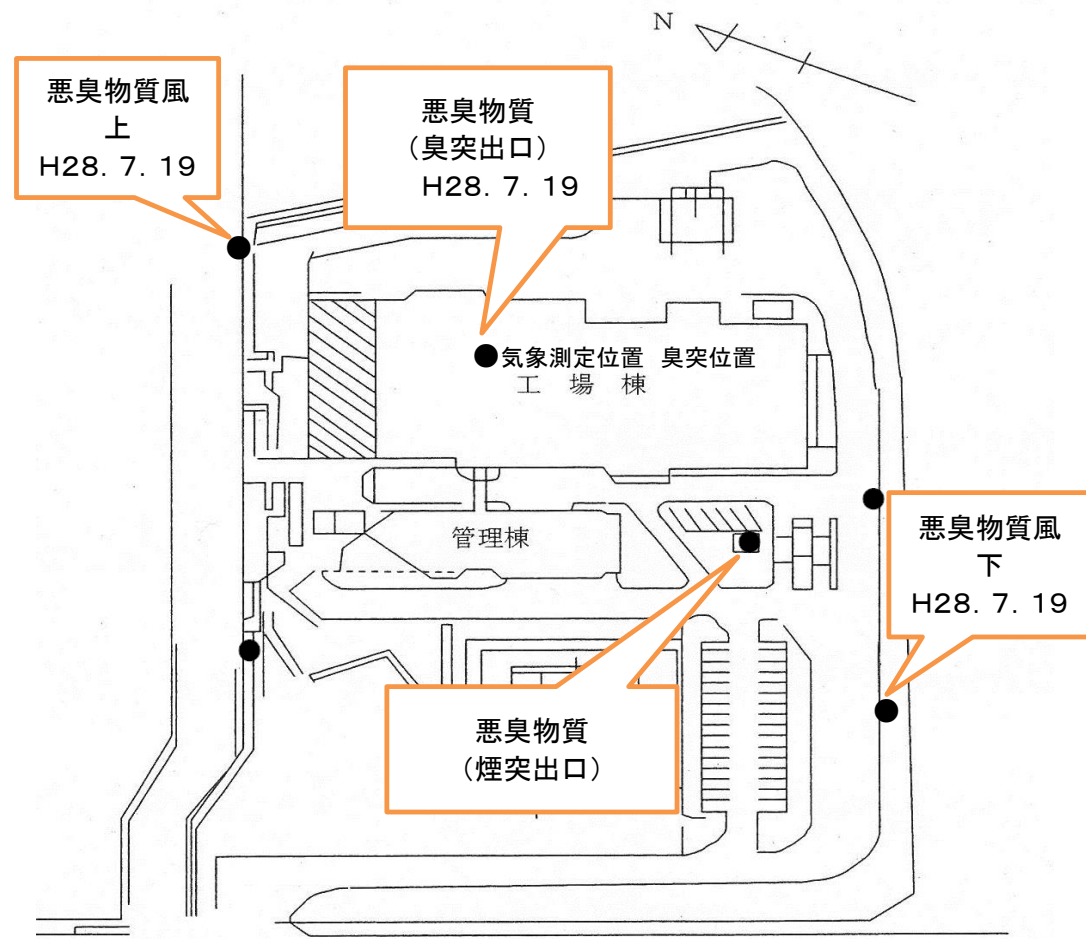 N
悪臭物質風
上
H28. 7. 19
悪臭物質
(臭突出口)
H28. 7. 19
気象測定位置 臭突位置
工 場 棟
管理棟
悪臭物質風
下
H28. 7. 19
悪臭物質
(煙突出口)